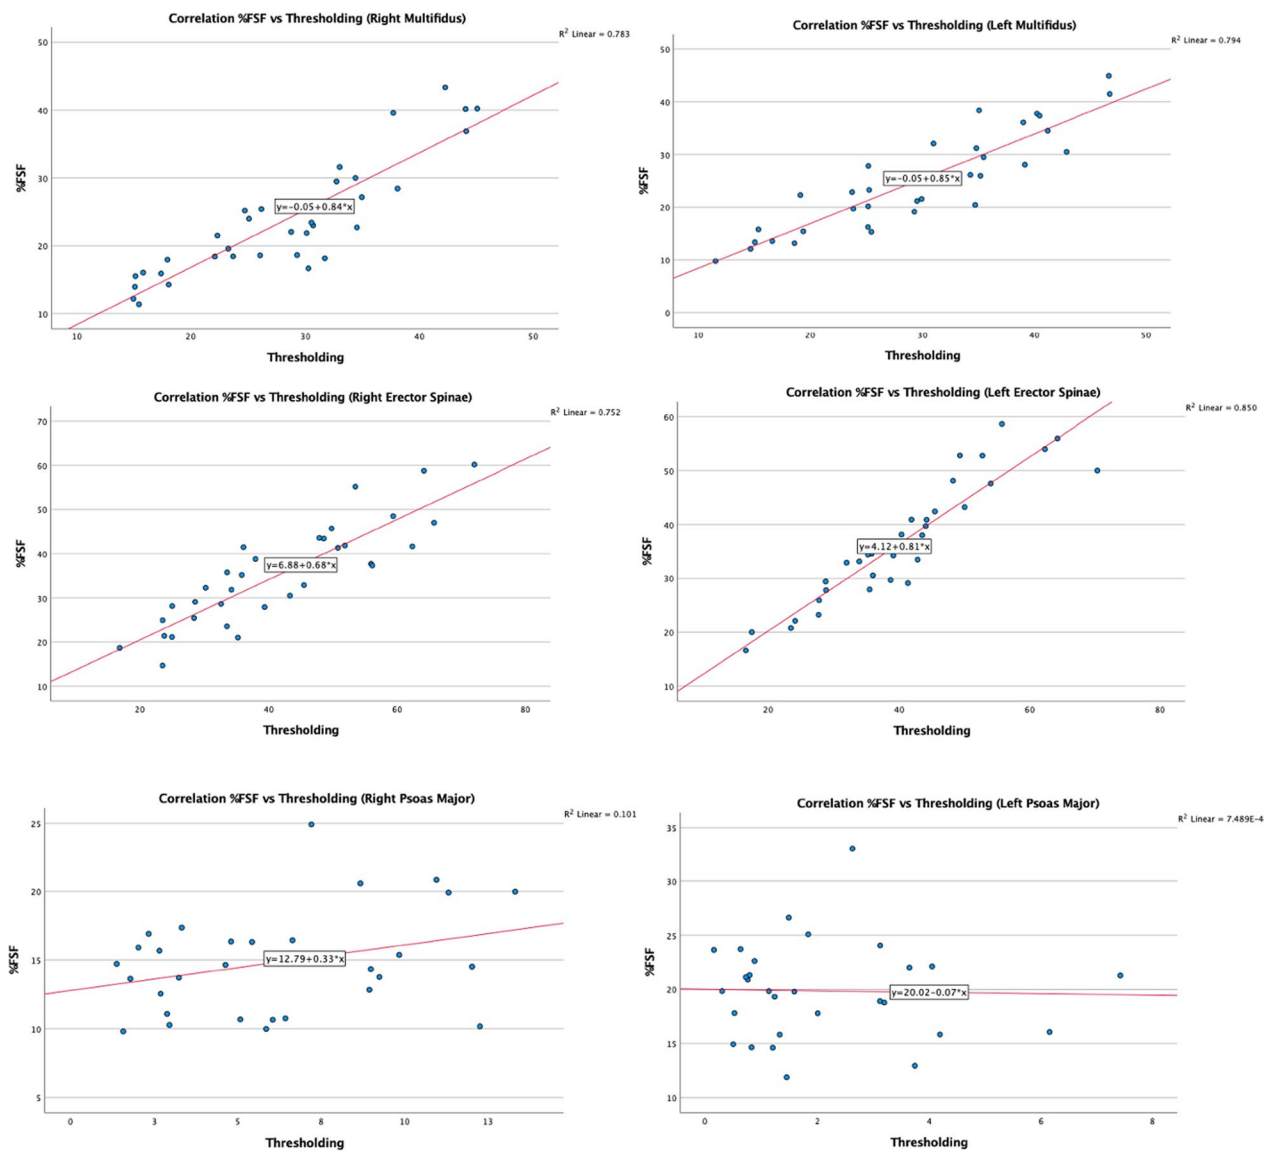 Correlation %FSF vs Thresholding (Right Multifidus)
R² Linear = 0.783
50
40
30
20
10
%FSF
y=-0.05+0.84*x
10 20 30 40 50
Thresholding
Correlation %FSF vs Thresholding (Left Multifidus)
R² Linear = 0.794
50
40
30
20
10
0
%FSF
y=-0.05+0.85*x
10 20 30 40 50
Thresholding
Correlation %FSF vs Thresholding (Right Erector Spinae)
R² Linear = 0.752
70
60
50
40
30
20
10
%FSF
y=6.88+0.68*x
20 40 60 80
Thresholding
Correlation %FSF vs Thresholding (Left Erector Spinae)
R² Linear = 0.850
60
50
40
30
20
10
%FSF
y=4.12+0.81*x
20 40 60 80
Thresholding
Correlation %FSF vs Thresholding (Right Psoas Major)
R² Linear = 0.101
25
20
15
10
5
%FSF
y=12.79+0.33*x
0 3 5 8 10 13
Thresholding
Correlation %FSF vs Thresholding (Left Psoas Major)
R² Linear = 7.489E-4
35
30
25
20
15
10
%FSF
y=20.02-0.07*x
0 2 4 6 8
Thresholding